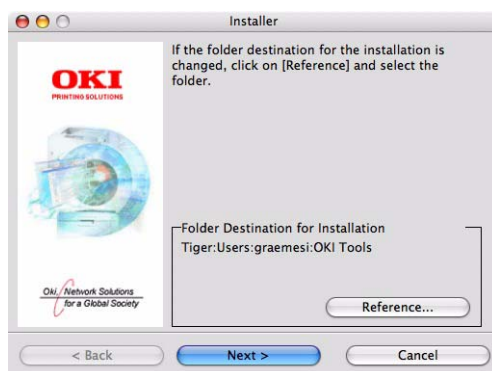 Installer
If the folder destination for the installation is
changed, click on [Reference] and select the
folder.
OKI
PRINTING SOLUTIONS
Folder Destination for Installation
Tiger:Users:graemesi:OKI Tools
Oki, Network Solutions
for a Global Society
Reference...
< Back
Next >
Cancel